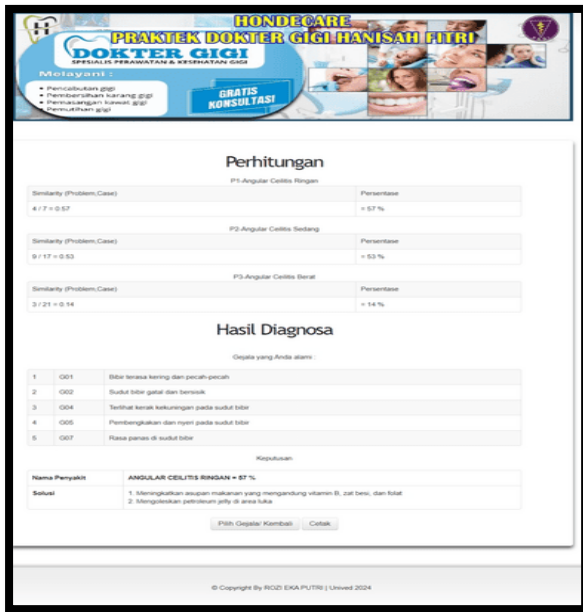 HONDECARE
PRAKTEK DOKTER GIGI HANISAH FITRI
DOKTER GIGI
SPESIALIS PERAWATAN & KESEHATAN GIGI
Melayani :
• Pencabutan gigi
• Pembersihan karang gigi
• Pemasangan kawat gigi
• Pemutihan gigi
GRATIS
KONSULTASI
Perhitungan
P1-Angular Ceilitis Ringan
Similarity (Problem,Case) Persentase
4 / 7 = 0.57 = 57 %
P2-Angular Ceilitis Sedang
Similarity (Problem,Case) Persentase
9 / 17 = 0.53 = 53 %
P3-Angular Ceilitis Berat
Similarity (Problem,Case) Persentase
3 / 21 = 0.14 = 14 %
Hasil Diagnosa
Gejala yang Anda alami :
1 G01 Bibir terasa kering dan pecah-pecah
2 G02 Sudut bibir gatal dan bersisik
3 G04 Terlihat kerak kekuningan pada sudut bibir
4 G05 Pembengkakan dan nyeri pada sudut bibir
5 G07 Rasa panas di sudut bibir
Keputusan
Nama Penyakit ANGULAR CEILITIS RINGAN = 57 %
Solusi 1. Meningkatkan asupan makanan yang mengandung vitamin B, zat besi, dan folat
2. Mengoleskan petroleum jelly di area luka
Pilih Gejala/ Kembali Cetak
© Copyright By ROZI EKA PUTRI | Unived 2024